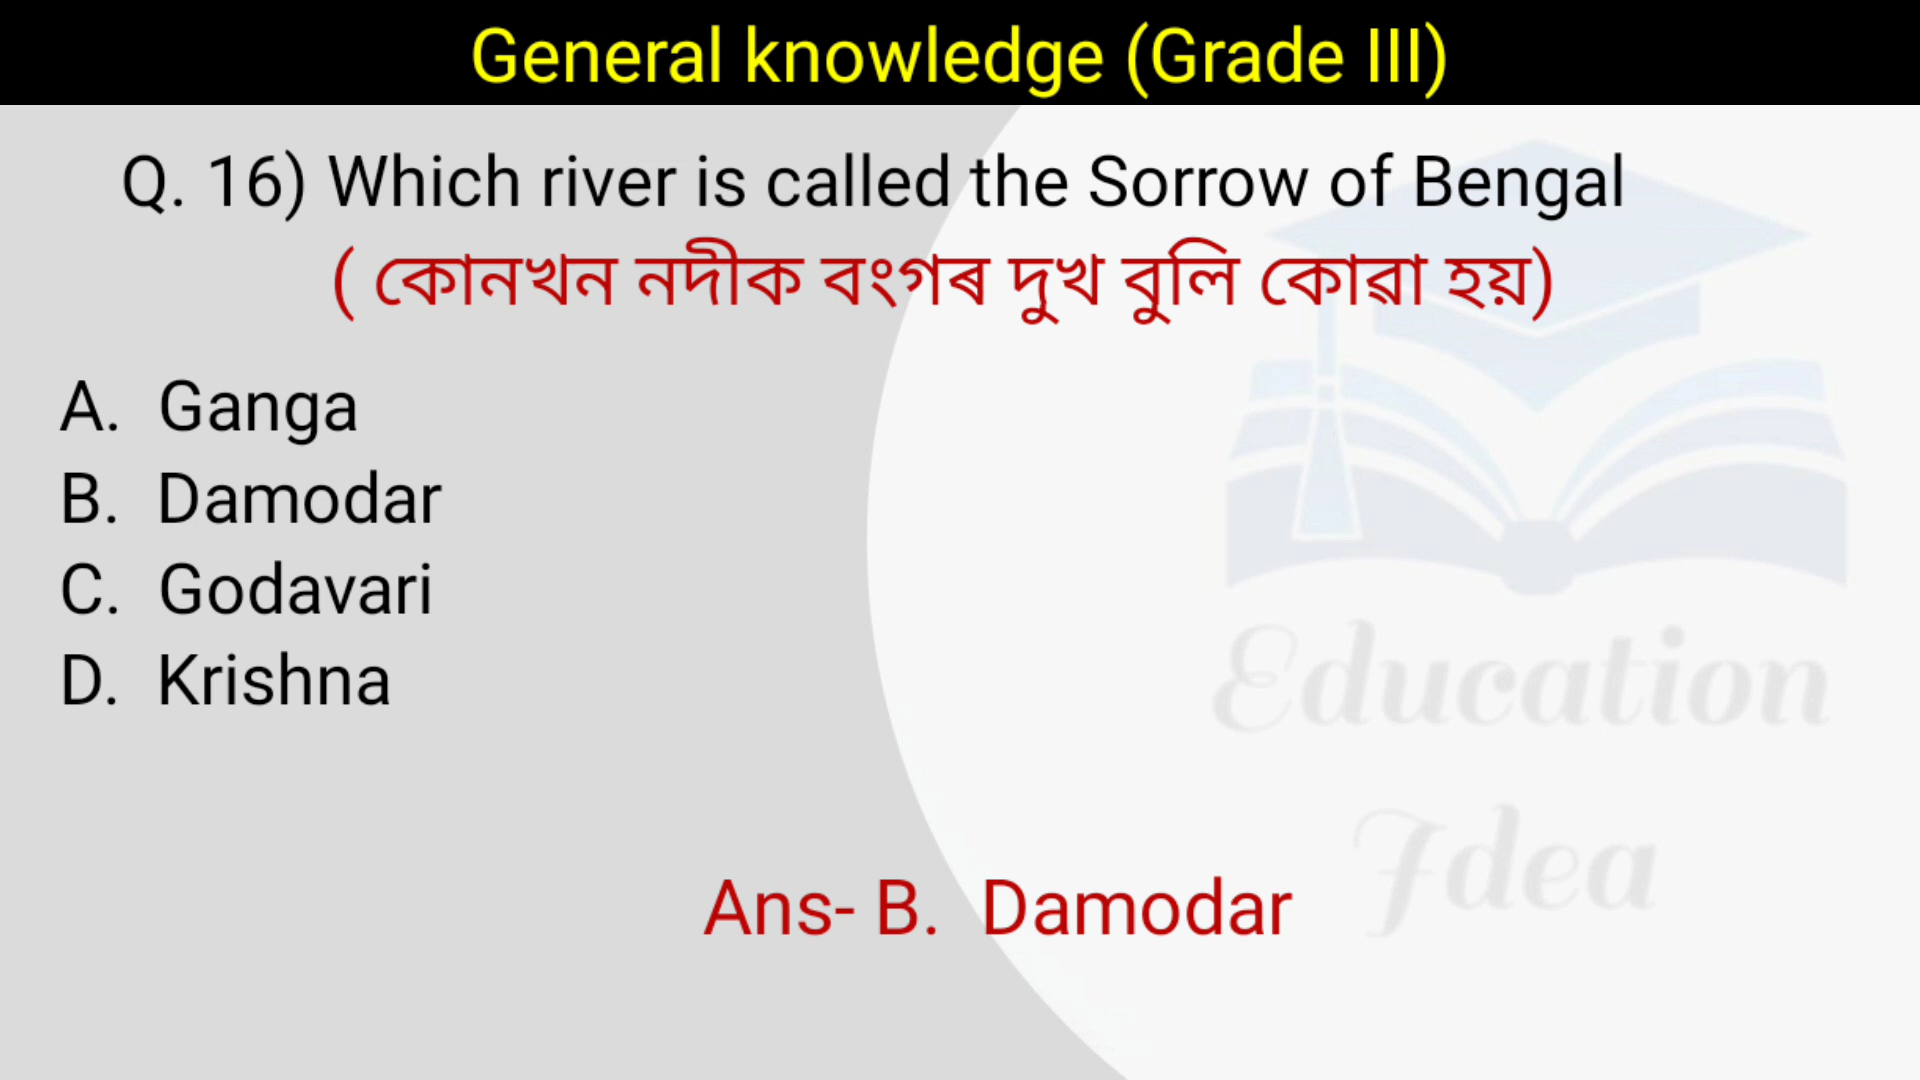 General knowledge (Grade III)
Q. 16) Which river is called the Sorrow of Bengal
( কোনখন নদীক বংগৰ দুখ বুলি কোৱা হয়)
A. Ganga
B. Damodar
C. Godavari
D. Krishna
Education
Idea
Ans- B. Damodar